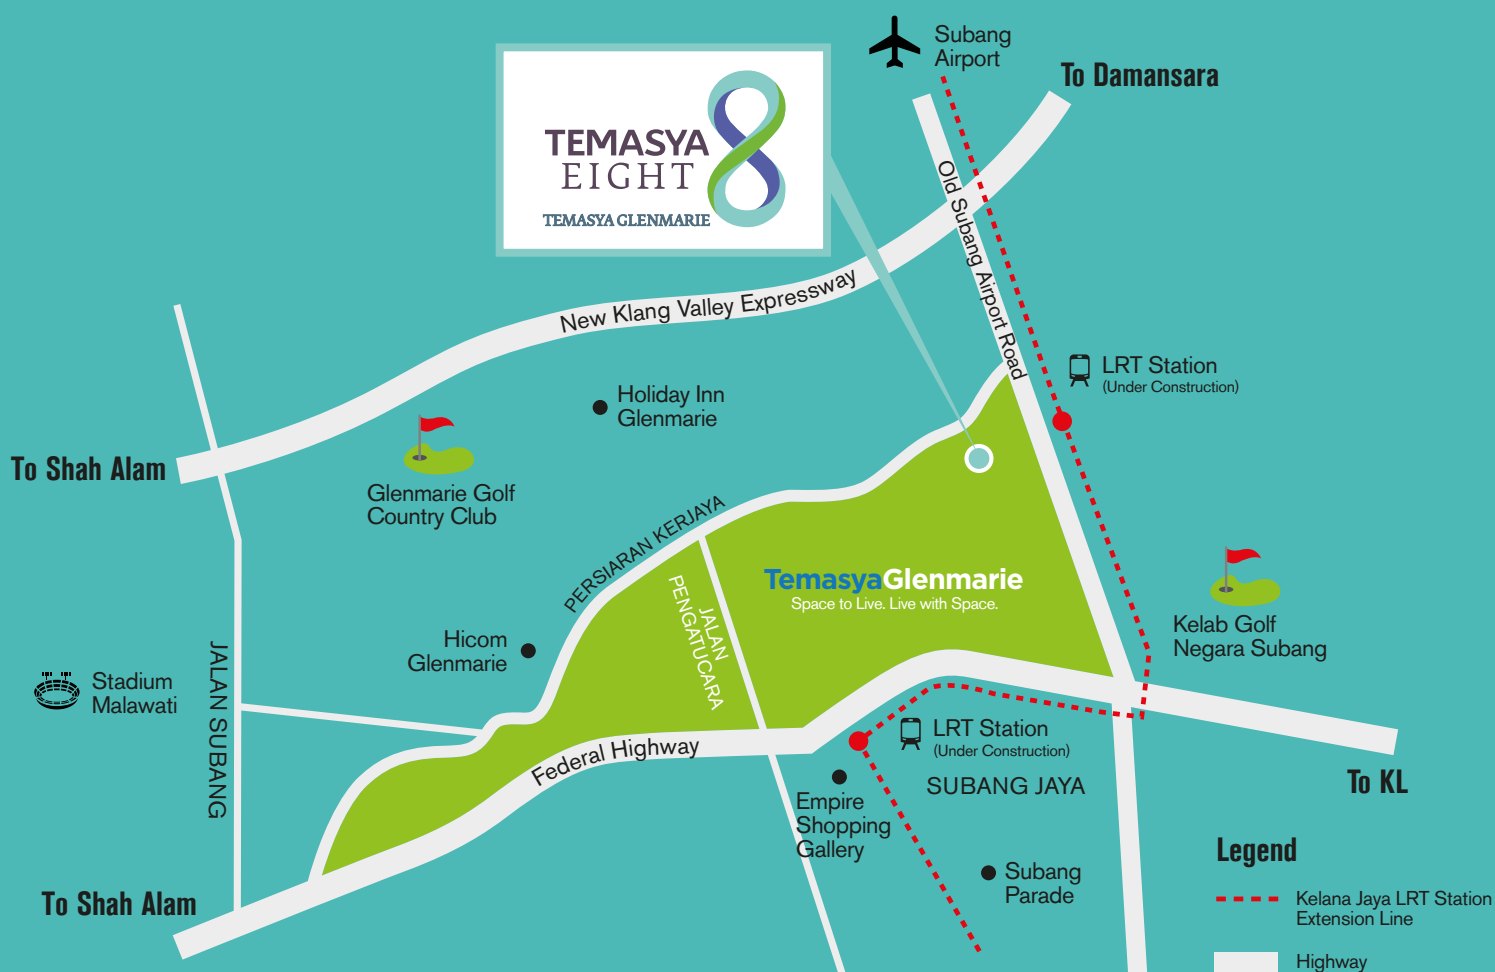 Subang
Airport
To Damansara
TEMASYA
EIGHT
TEMASYA GLENMARIE
Old Subang Airport Road
New Klang Valley Expressway
LRT Station
(Under Construction)
Holiday Inn
Glenmarie
To Shah Alam
Glenmarie Golf
Country Club
PERSIARAN KERJAYA
TemasyaGlenmarie
Space to Live. Live with Space.
JALAN
PENGATUCARA
Kelab Golf
Negara Subang
Hicom
Glenmarie
JALAN SUBANG
Stadium
Malawati
LRT Station
(Under Construction)
Federal Highway
SUBANG JAYA
To KL
Empire
Shopping
Gallery
Subang
Parade
To Shah Alam
Legend
Kelana Jaya LRT Station
Extension Line
Highway